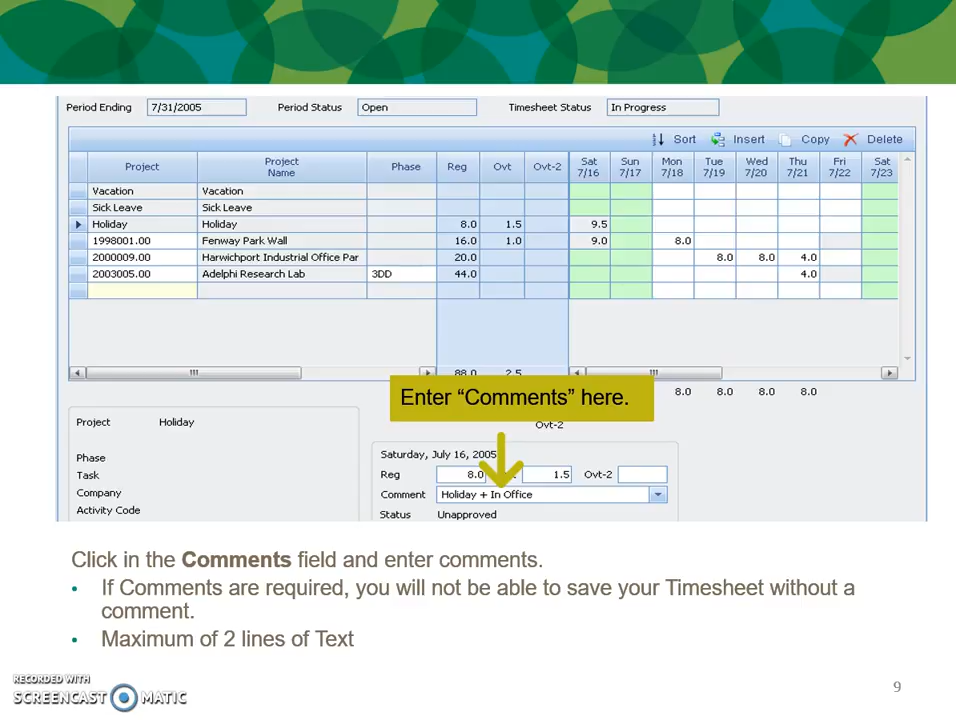 Period Ending 7/31/2005 Period Status Open Timesheet Status In Progress
Sort Insert Copy Delete
Project Project Name Phase Reg Ovt Ovt-2 Sat 7/16 Sun 7/17 Mon 7/18 Tue 7/19 Wed 7/20 Thu 7/21 Fri 7/22 Sat 7/23
Vacation Vacation
Sick Leave Sick Leave
Holiday Holiday 8.0 1.5 9.5
1998001.00 Fenway Park Wall 16.0 1.0 9.0 8.0
2000009.00 Harwichport Industrial Office Par 20.0 8.0 8.0 4.0
2003005.00 Adelphi Research Lab 3DD 44.0 4.0
88.0 2.5
8.0 8.0 8.0 8.0
Enter “Comments” here.
Ovt-2
Project Holiday
Phase
Task
Company
Activity Code
Saturday, July 16, 2005
Reg 8.0 1.5 Ovt-2
Comment Holiday + In Office
Status Unapproved
Click in the Comments field and enter comments.
• If Comments are required, you will not be able to save your Timesheet without a
comment.
• Maximum of 2 lines of Text
RECORDED WITH
SCREENCAST MATIC
9